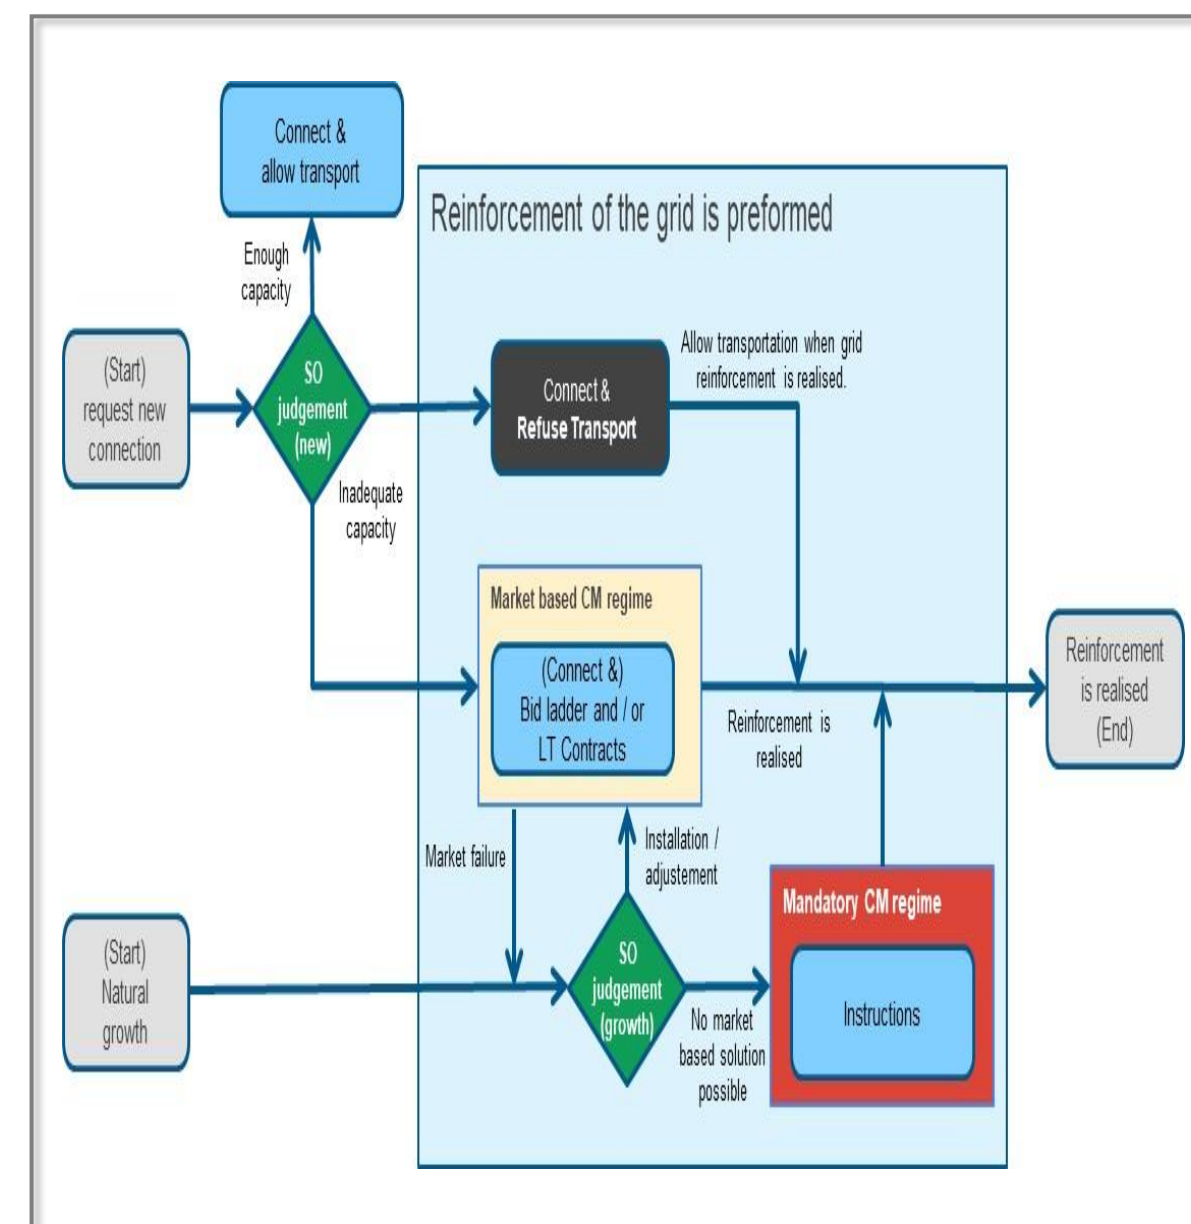 Connect &
allow transport
Reinforcement of the grid is preformed
Enough
capacity
(Start)
request new
connection
SO
judgement
(new)
Connect &
Refuse Transport
Allow transportation when grid
reinforcement is realised.
Inadequate
capacity
Market based CM regime
(Connect &)
Bid ladder and / or
LT Contracts
Reinforcement is
realised
Reinforcement
is realised
(End)
Market failure
Installation /
adjustement
(Start)
Natural
growth
SO
judgement
(growth)
No market
based solution
possible
Mandatory CM regime
Instructions